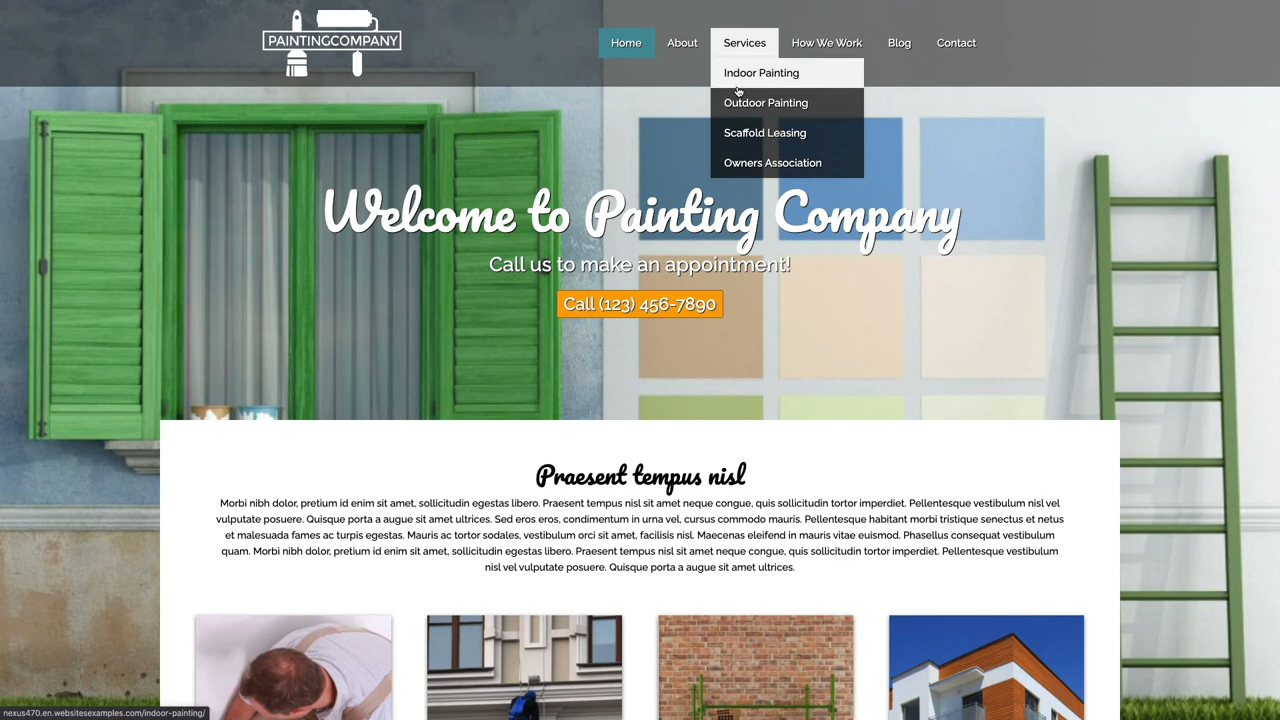 PAINTINGCOMPANY
Home About Services How We Work Blog Contact
Indoor Painting
Outdoor Painting
Scaffold Leasing
Owners Association
Welcome to Painting Company
Call us to make an appointment!
Call (123) 456-7890
Praesent tempus nisl
Morbi nibh dolor, pretium id enim sit amet, sollicitudin egestas libero. Praesent tempus nisl sit amet neque congue, quis sollicitudin tortor imperdiet. Pellentesque vestibulum nisl vel
vulputate posuere. Quisque porta a augue sit amet ultrices. Sed eros eros, condimentum in urna vel, cursus commodo mauris. Pellentesque habitant morbi tristique senectus et netus
et malesuada fames ac turpis egestas. Mauris ac tortor sodales, vestibulum orci sit amet, facilisis nisl. Maecenas eleifend in mauris vitae euismod. Phasellus consequat vestibulum
quam. Morbi nibh dolor, pretium id enim sit amet, sollicitudin egestas libero. Praesent tempus nisl sit amet neque congue, quis sollicitudin tortor imperdiet. Pellentesque vestibulum
nisl vel vulputate posuere. Quisque porta a augue sit amet ultrices.
nexus470.en.websitesexamples.com/indoor-painting/